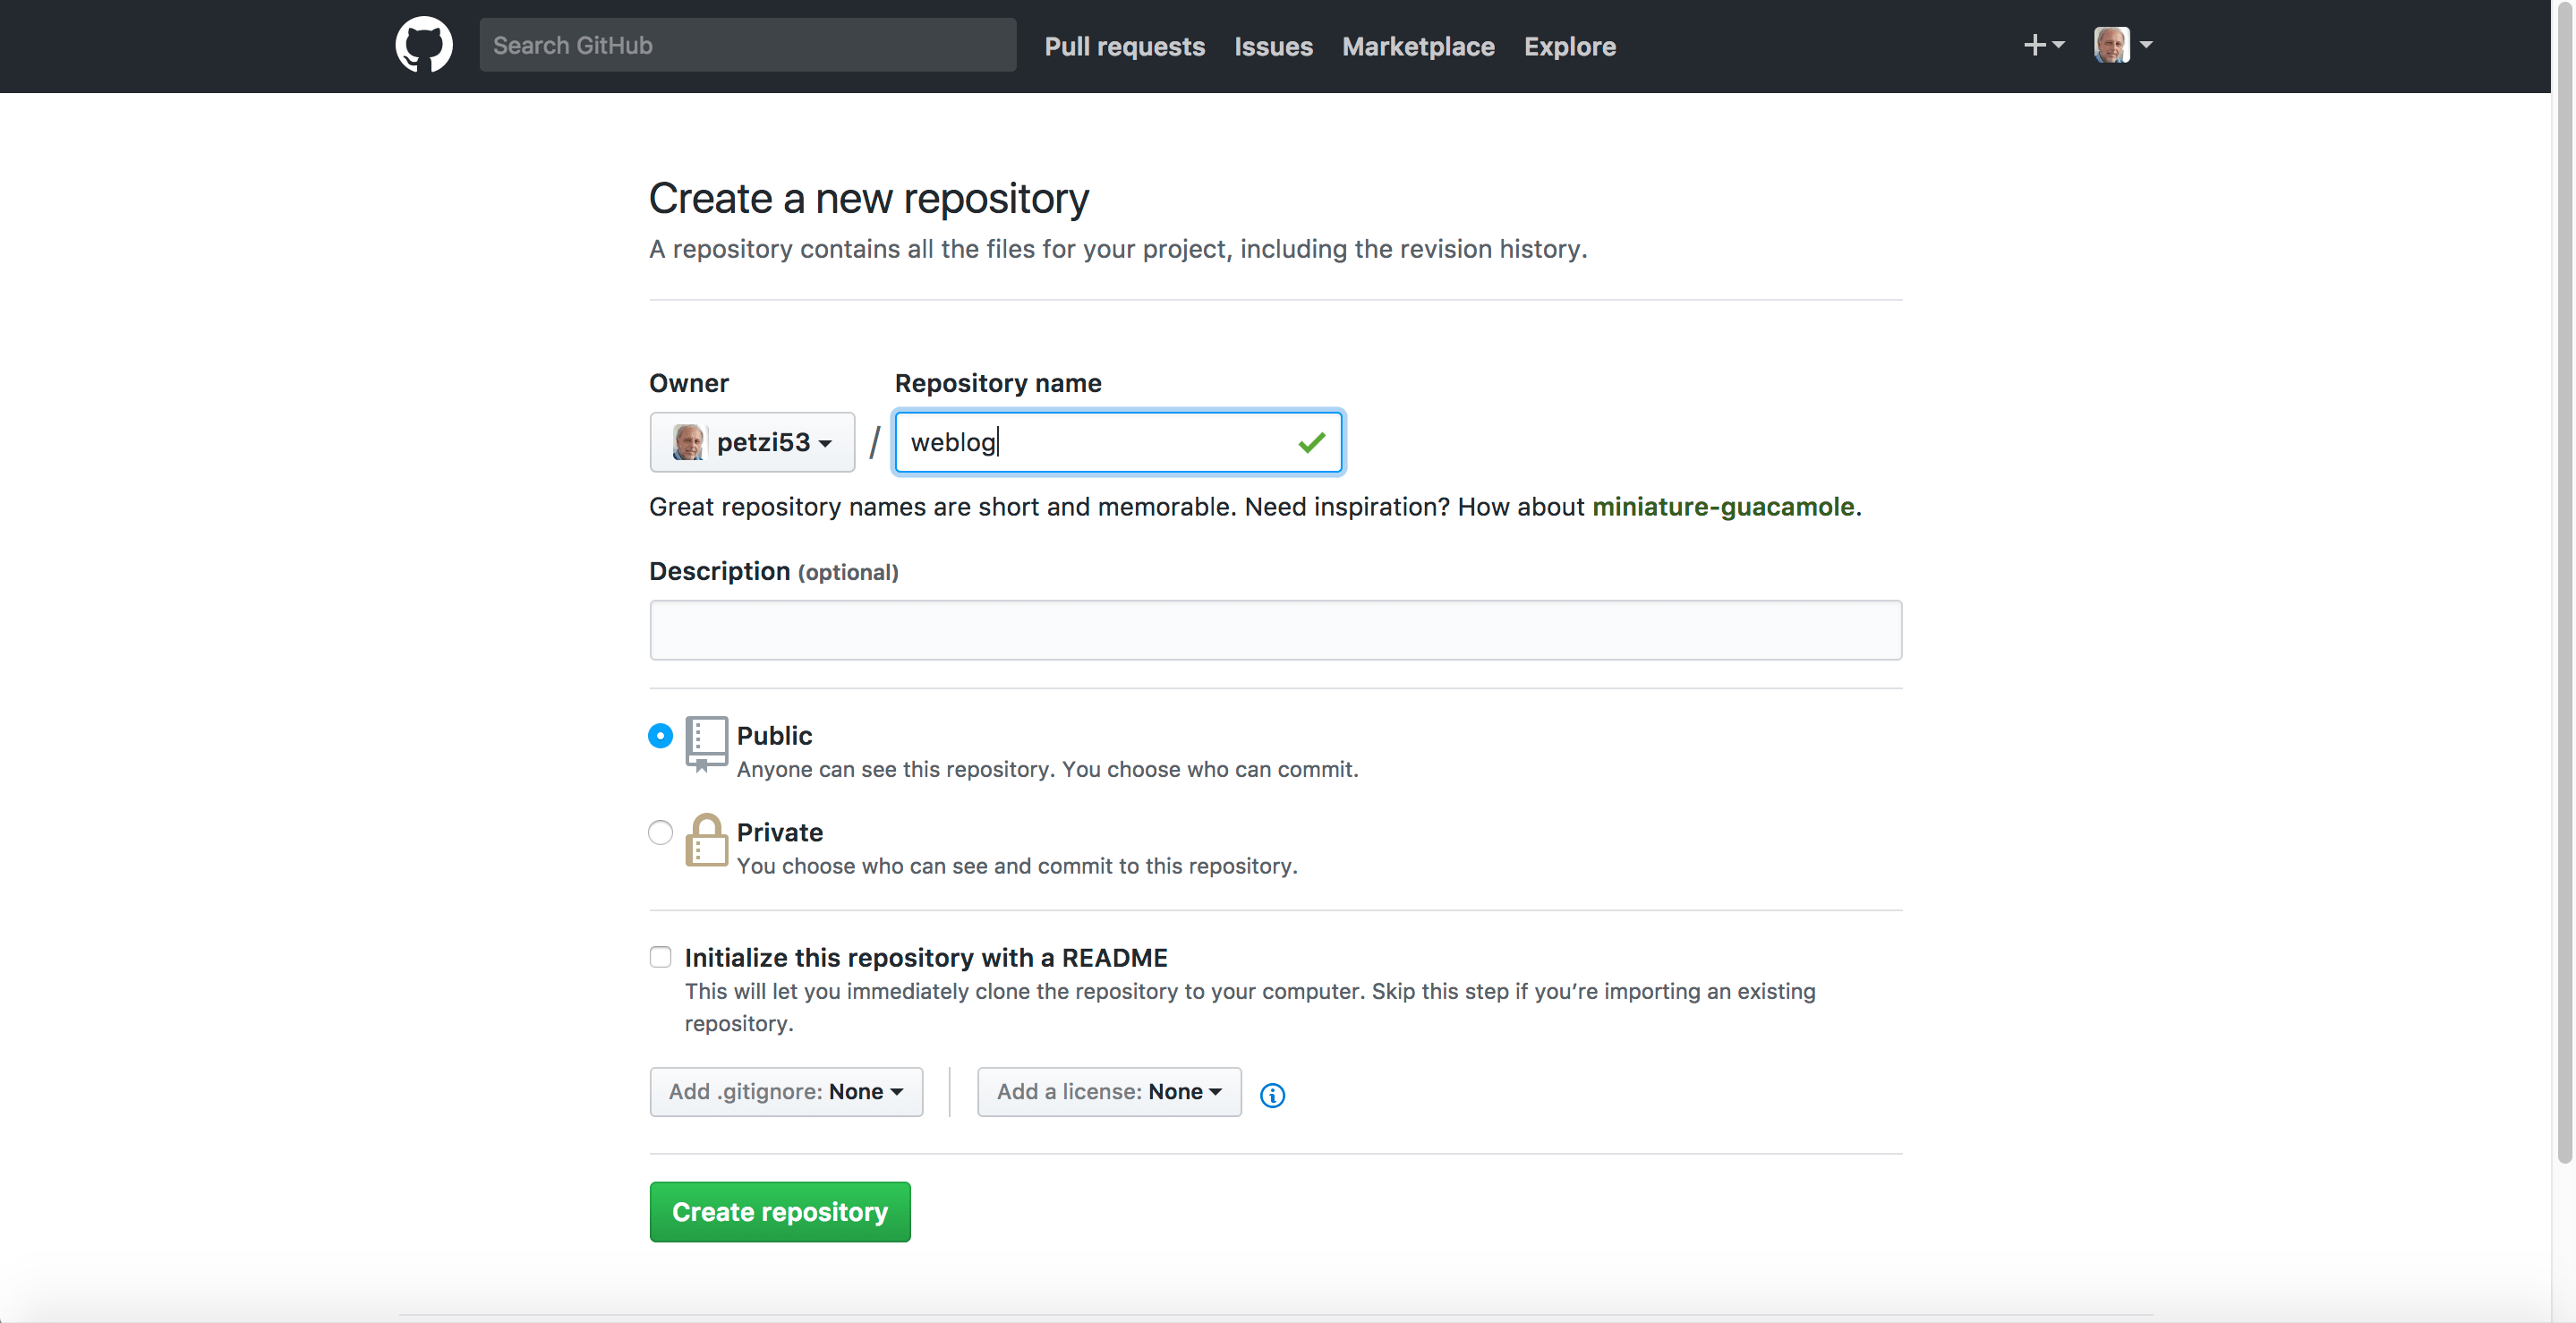 Search GitHub
Pull requests Issues Marketplace Explore
Create a new repository
A repository contains all the files for your project, including the revision history.
Owner Repository name
petzi53 / weblog
Great repository names are short and memorable. Need inspiration? How about miniature-guacamole.
Description (optional)
Public
Anyone can see this repository. You choose who can commit.
Private
You choose who can see and commit to this repository.
Initialize this repository with a README
This will let you immediately clone the repository to your computer. Skip this step if you’re importing an existing
repository.
Add .gitignore: None Add a license: None
Create repository